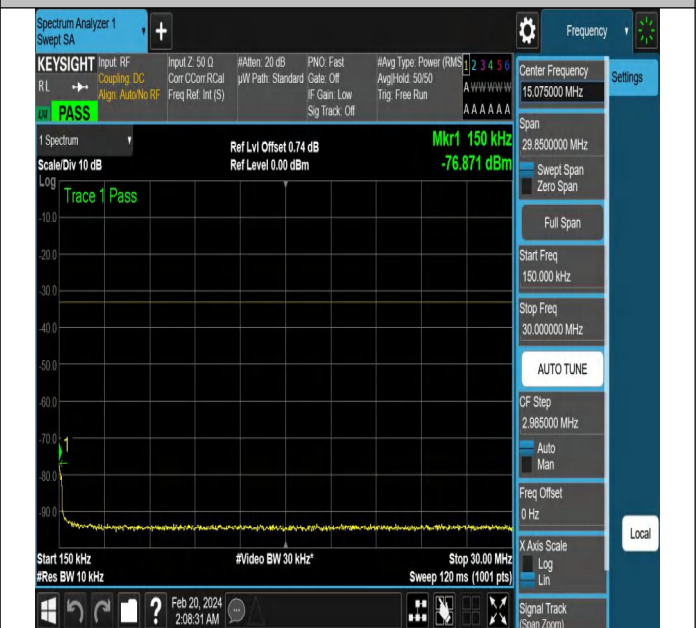 Spectrum Analyzer 1
Swept SA
+
Frequency
KEYSIGHT
RL
PASS
Input: RF
Coupling: DC
Align: Auto/No RF
Input Z: 50 Ω
Corr CCorr RCal
Freq Ref: Int (S)
#Atten: 20 dB
µW Path: Standard
PNO: Fast
Gate: Off
IF Gain: Low
Sig Track: Off
#Avg Type: Power (RMS
Avg|Hold: 50/50
Trig: Free Run
1 2 3 4 5 6
A W W W W W
A A A A A A
1 Spectrum
Scale/Div 10 dB
Ref Lvl Offset 0.74 dB
Ref Level 0.00 dBm
Mkr1 150 kHz
-76.871 dBm
Log
Trace 1 Pass
-10.0
-20.0
-30.0
-40.0
-50.0
-60.0
-70.0
1
-80.0
-90.0
Start 150 kHz
#Res BW 10 kHz
#Video BW 30 kHz*
Stop 30.00 MHz
Sweep 120 ms (1001 pts)
?
Feb 20, 2024
2:08:31 AM
Center Frequency
15.075000 MHz
Settings
Span
29.8500000 MHz
Swept Span
Zero Span
Full Span
Start Freq
150.000 kHz
Stop Freq
30.000000 MHz
AUTO TUNE
CF Step
2.985000 MHz
Auto
Man
Freq Offset
0 Hz
Local
X Axis Scale
Log
Lin
Signal Track
(Span Zoom)